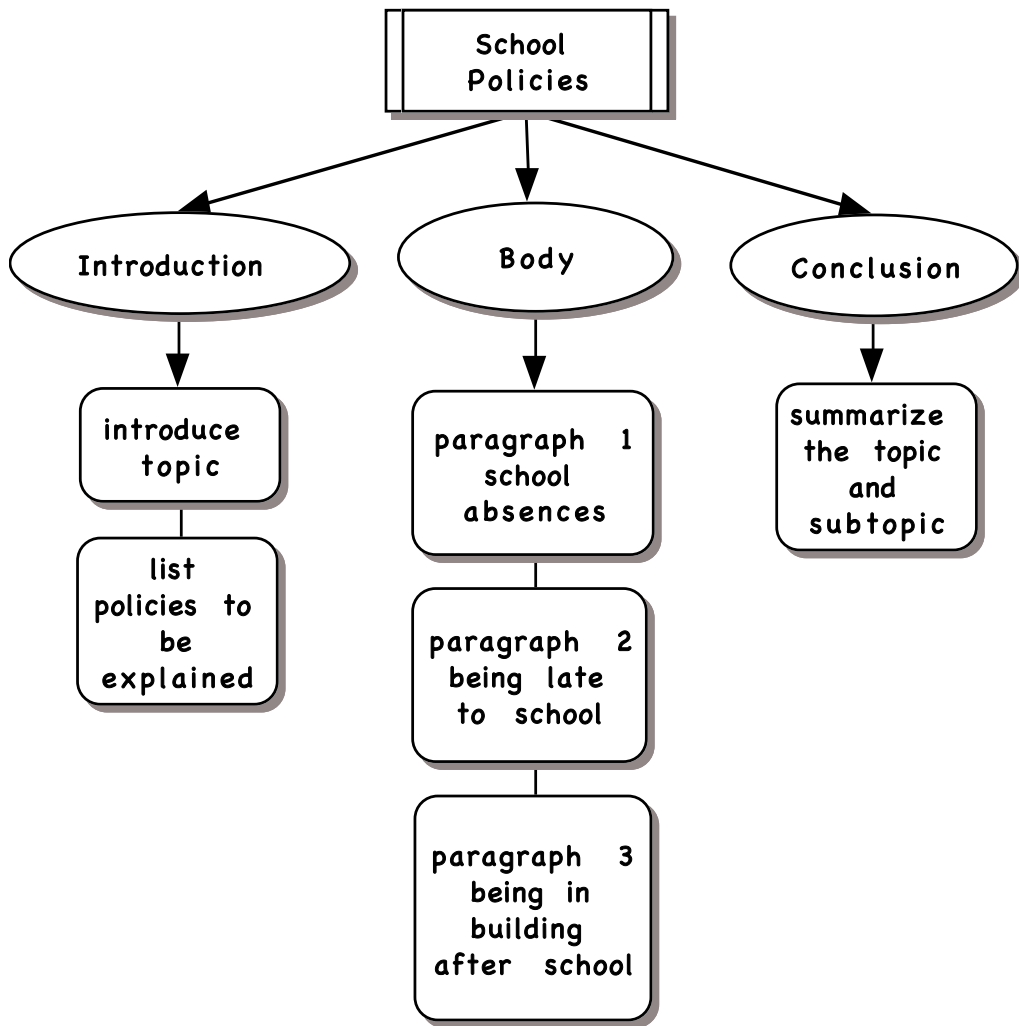 School
Policies
Introduction
Body
Conclusion
introduce
topic
list
policies to
be
explained
paragraph 1
school
absences
paragraph 2
being late
to school
paragraph 3
being in
building
after school
summarize
the topic
and
subtopic